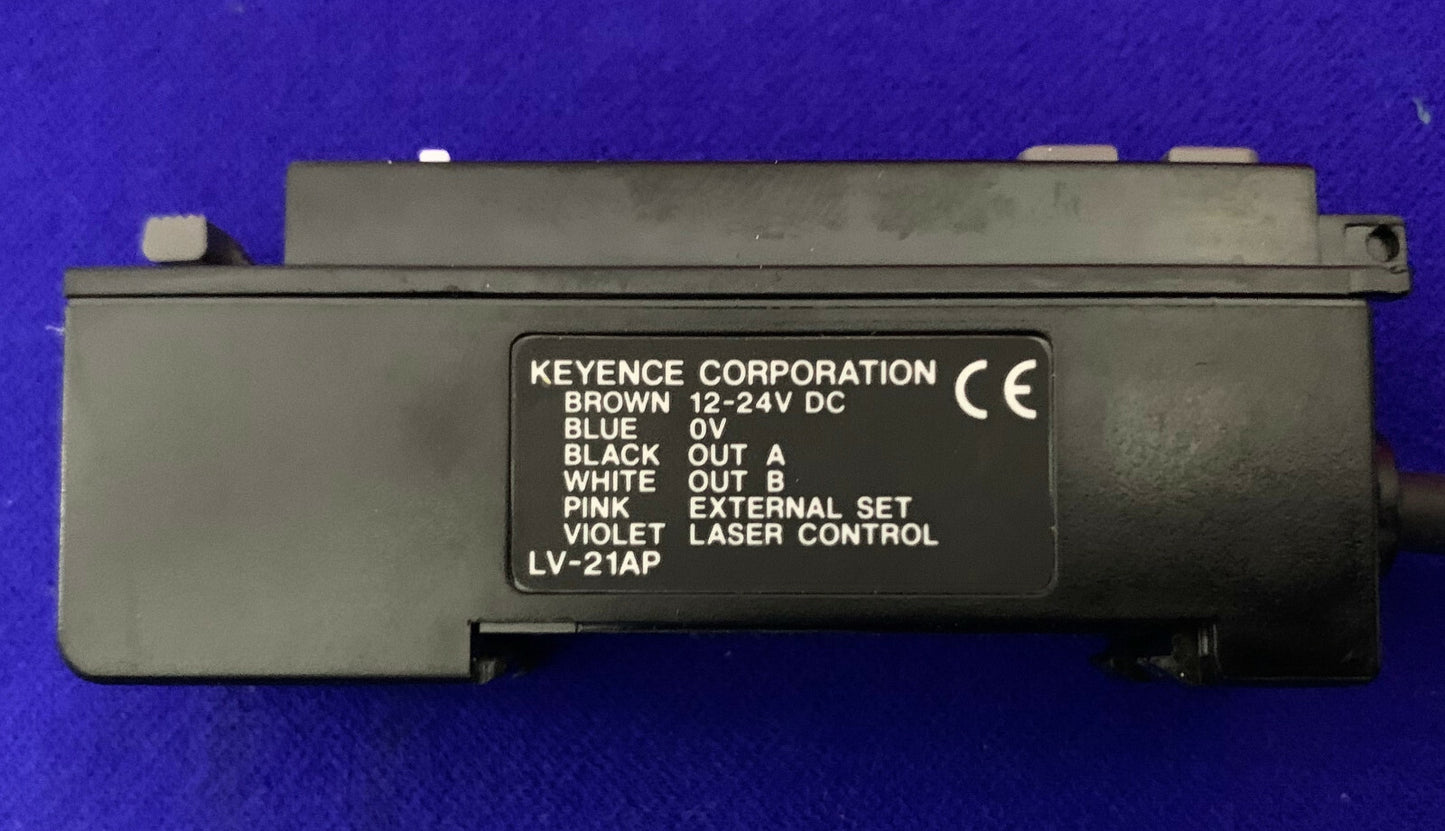 KEYENCE CORPORATION CE
BROWN 12-24V DC
BLUE 0V
BLACK OUT A
WHITE OUT B
PINK EXTERNAL SET
VIOLET LASER CONTROL
LV-21AP